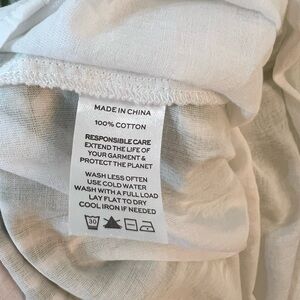 MADE IN CHINA
100% COTTON
RESPONSIBLE CARE
EXTEND THE LIFE OF
YOUR GARMENT &
PROTECT THE PLANET
WASH LESS OFTEN
USE COLD WATER
WASH WITH A FULL LOAD
LAY FLAT TO DRY
COOL IRON IF NEEDED
30